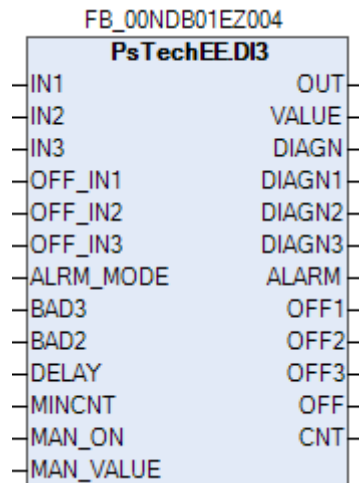 FB_00NDB01EZ004
PsTechEE.DI3
IN1 OUT
IN2 VALUE
IN3 DIAGN
OFF_IN1 DIAGN1
OFF_IN2 DIAGN2
OFF_IN3 DIAGN3
ALRM_MODE ALARM
BAD3 OFF1
BAD2 OFF2
DELAY OFF3
MINCNT OFF
MAN_ON CNT
MAN_VALUE